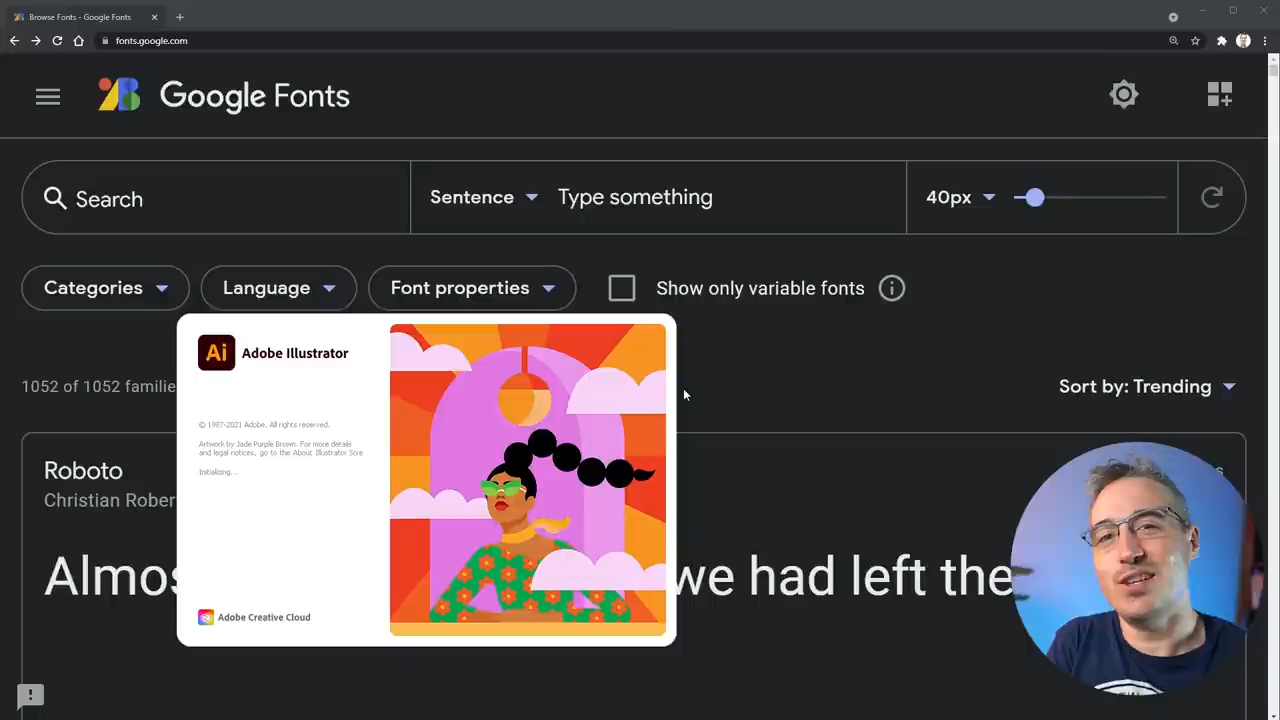 Browse Fonts - Google Fonts
fonts.google.com
Google Fonts
Search
Sentence
Type something
40px
Categories
Language
Font properties
Show only variable fonts
1052 of 1052 familie
Sort by: Trending
Ai Adobe Illustrator
© 1987-2021 Adobe. All rights reserved.
Artwork by Jade Purple Brown. For more details
and legal notices, go to the About Illustrator Scre
Initializing...
Adobe Creative Cloud
Roboto
Christian Rober
Almos
we had left the